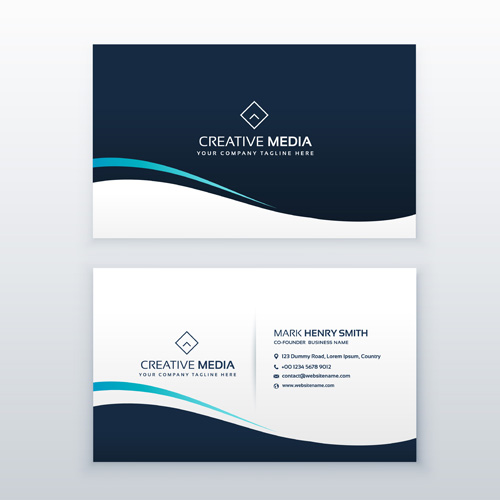 CREATIVE MEDIA
YOUR COMPANY TAGLINE HERE
CREATIVE MEDIA
YOUR COMPANY TAGLINE HERE
MARK HENRY SMITH
CO-FOUNDER BUSINESS NAME
123 Dummy Road, Lorem Ipsum, Country
+00 1234 5678 9012
contact@websitename.com
www.websitename.com